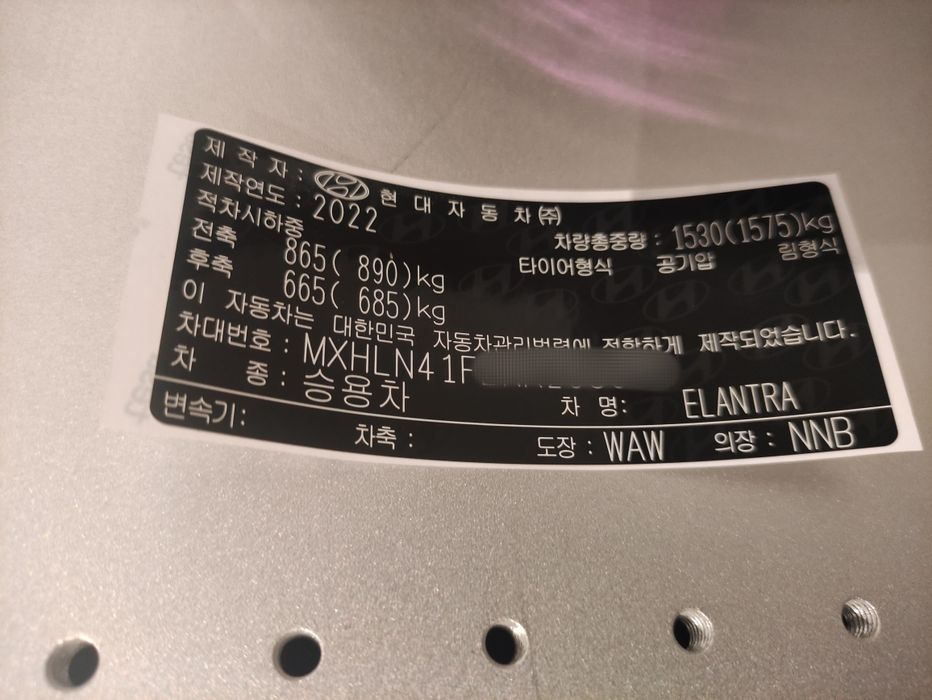 제 작 자 : 현 대 자 동 차 ㈜
제작연도 : 2022
차량총중량 : 1530(1575)kg
적차시하중
타이어형식 공기압 림형식
전축 865( 890)kg
후축 665( 685)kg
이 자동차는 대한민국 자동차관리법령에 적합하게 제작되었습니다.
차대번호 : MXHLN41F
차 종 : 승용차
차 명: ELANTRA
변속기: 차축 : 도장 : WAW 의장 : NNB